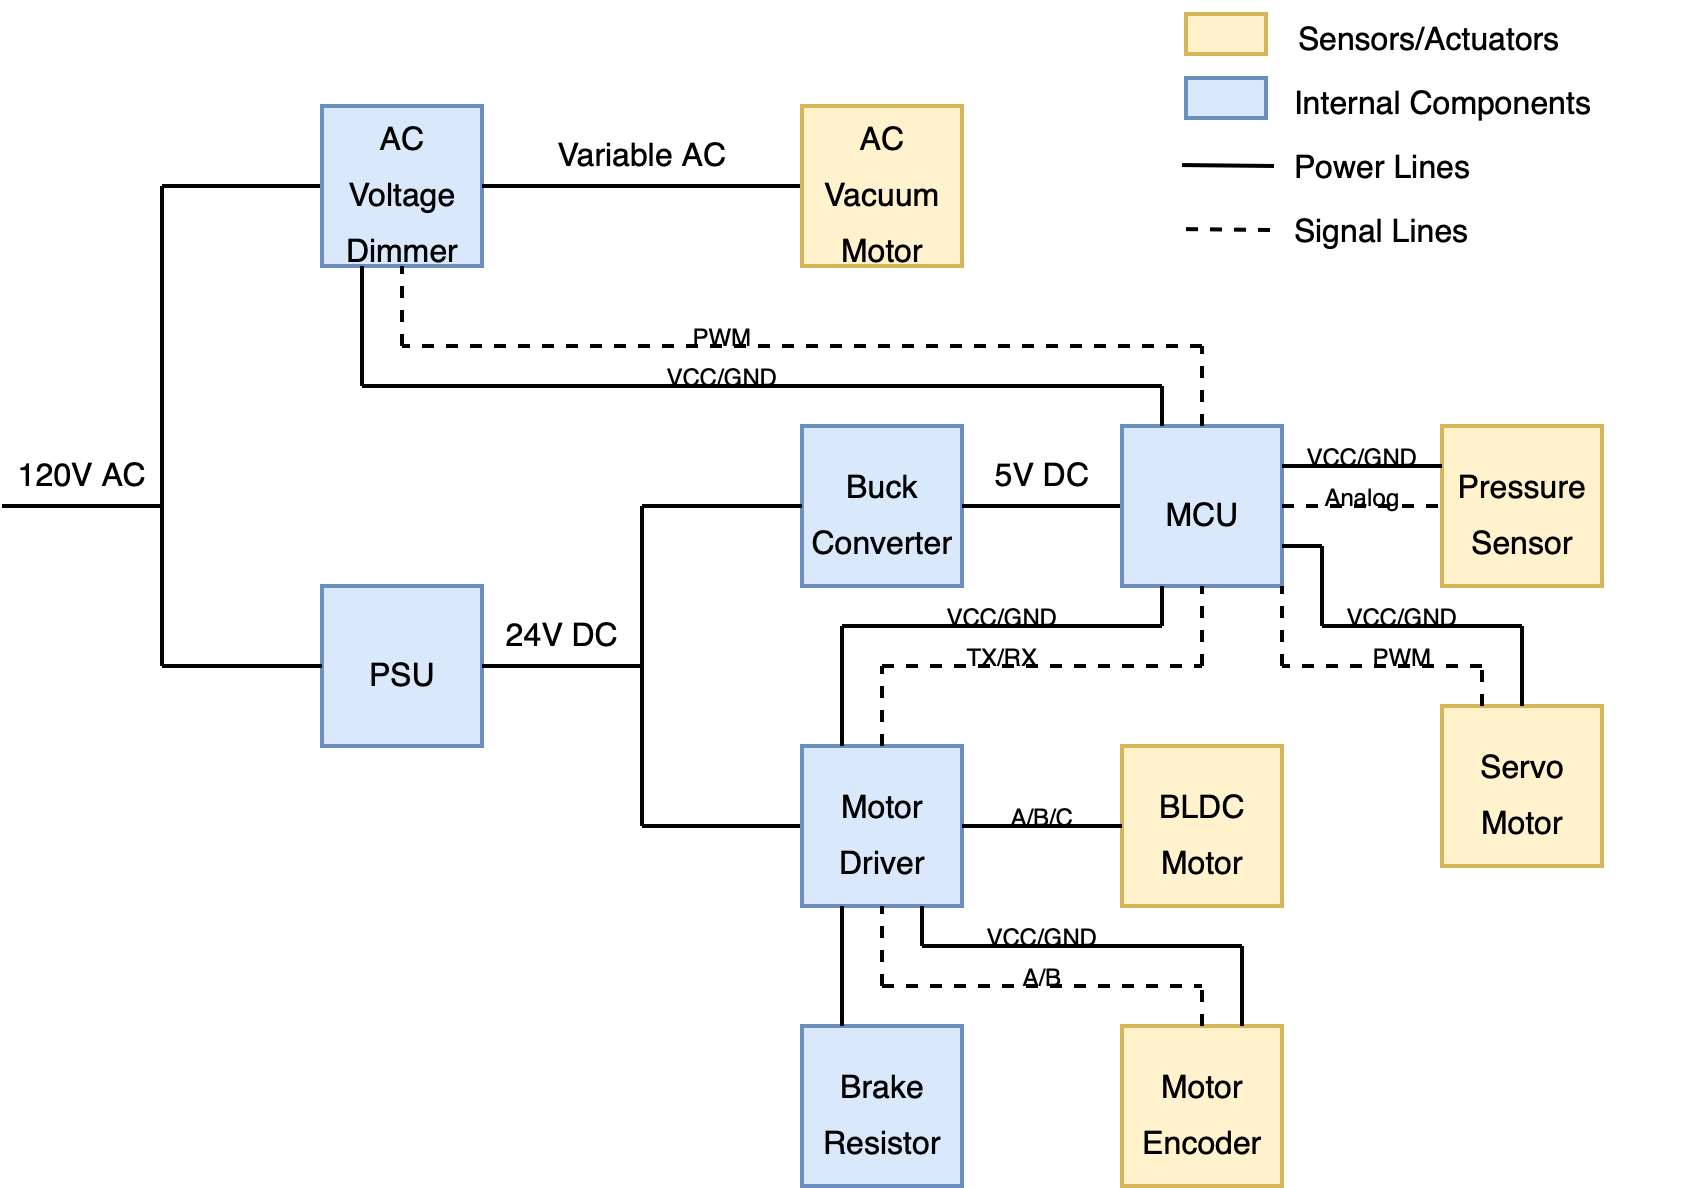 Sensors/Actuators
Internal Components
Power Lines
Signal Lines
AC
Voltage
Dimmer
Variable AC
AC
Vacuum
Motor
PWM
VCC/GND
120V AC
Buck
Converter
5V DC
MCU
VCC/GND
Analog
Pressure
Sensor
PSU
24V DC
VCC/GND
TX/RX
VCC/GND
PWM
Servo
Motor
Motor
Driver
A/B/C
BLDC
Motor
VCC/GND
A/B
Brake
Resistor
Motor
Encoder